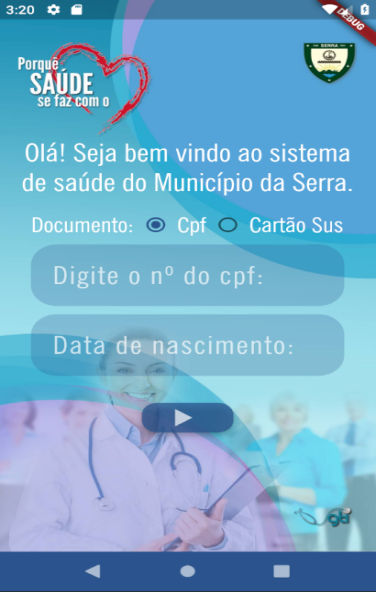 3:20
DEBUG
Porquê
SAÚDE
se faz com o
SERRA
Olá! Seja bem vindo ao sistema
de saúde do Município da Serra.
Documento: Cpf Cartão Sus
Digite o nº do cpf:
Data de nascimento: